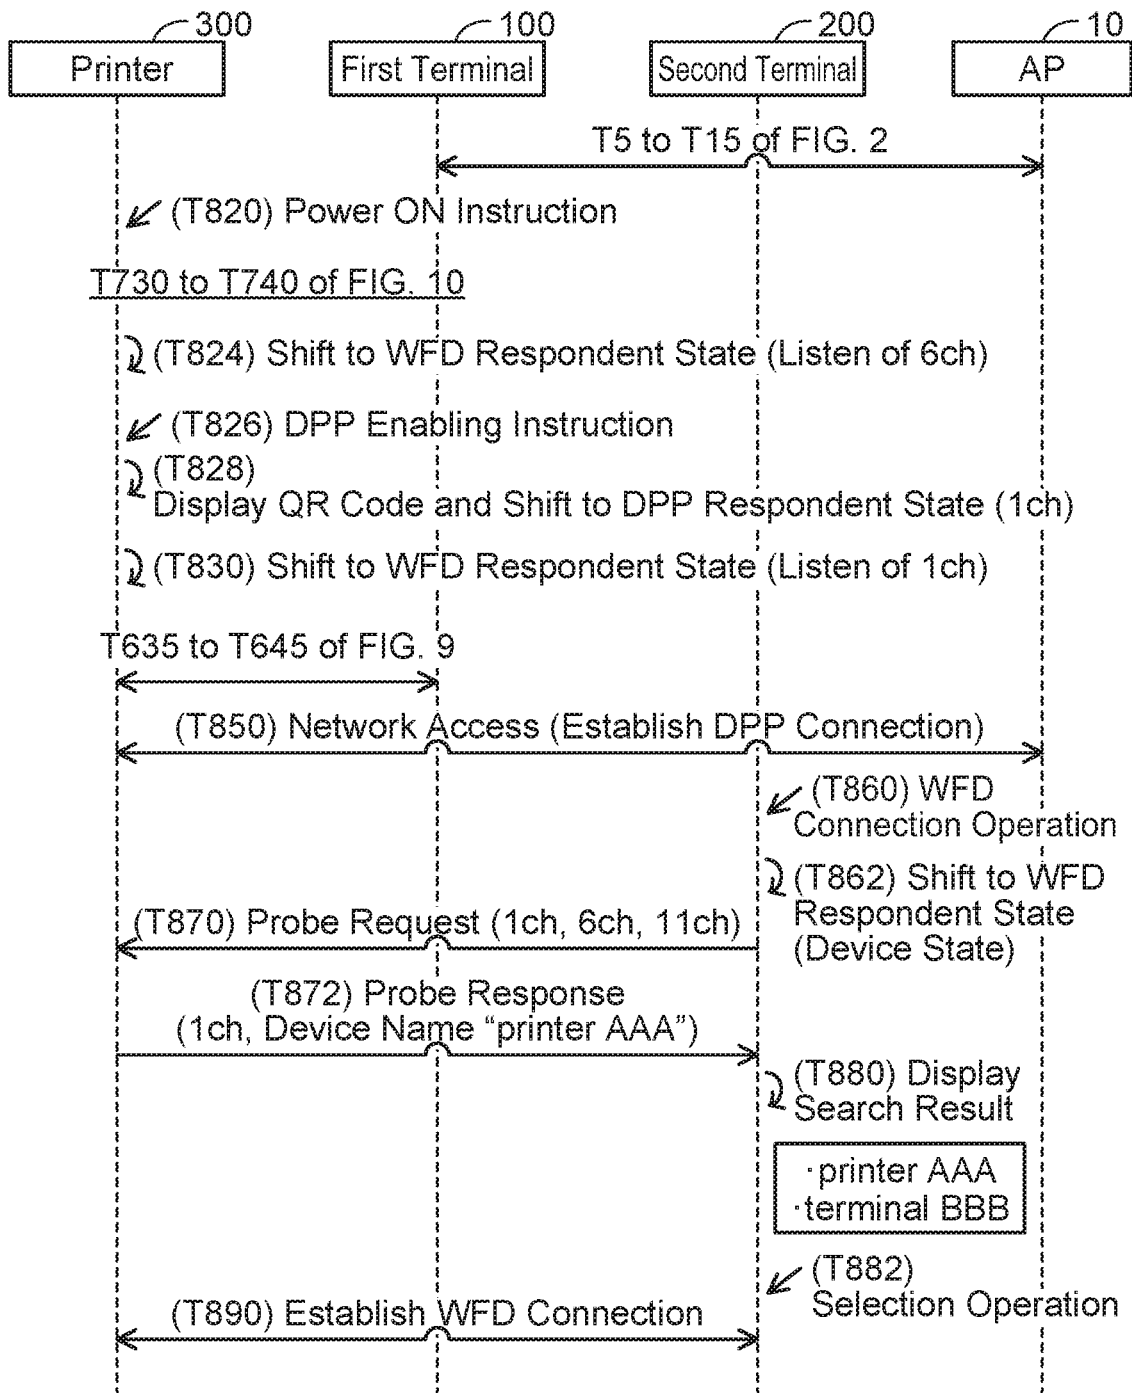 300 100 200 10
Printer First Terminal Second Terminal AP
T5 to T15 of FIG. 2
(T820) Power ON Instruction
T730 to T740 of FIG. 10
(T824) Shift to WFD Respondent State (Listen of 6ch)
(T826) DPP Enabling Instruction
(T828)
Display QR Code and Shift to DPP Respondent State (1ch)
(T830) Shift to WFD Respondent State (Listen of 1ch)
T635 to T645 of FIG. 9
(T850) Network Access (Establish DPP Connection)
(T860) WFD
Connection Operation
(T862) Shift to WFD
Respondent State
(Device State)
(T870) Probe Request (1ch, 6ch, 11ch)
(T872) Probe Response
(1ch, Device Name “printer AAA”)
(T880) Display
Search Result
·printer AAA
·terminal BBB
(T882)
Selection Operation
(T890) Establish WFD Connection